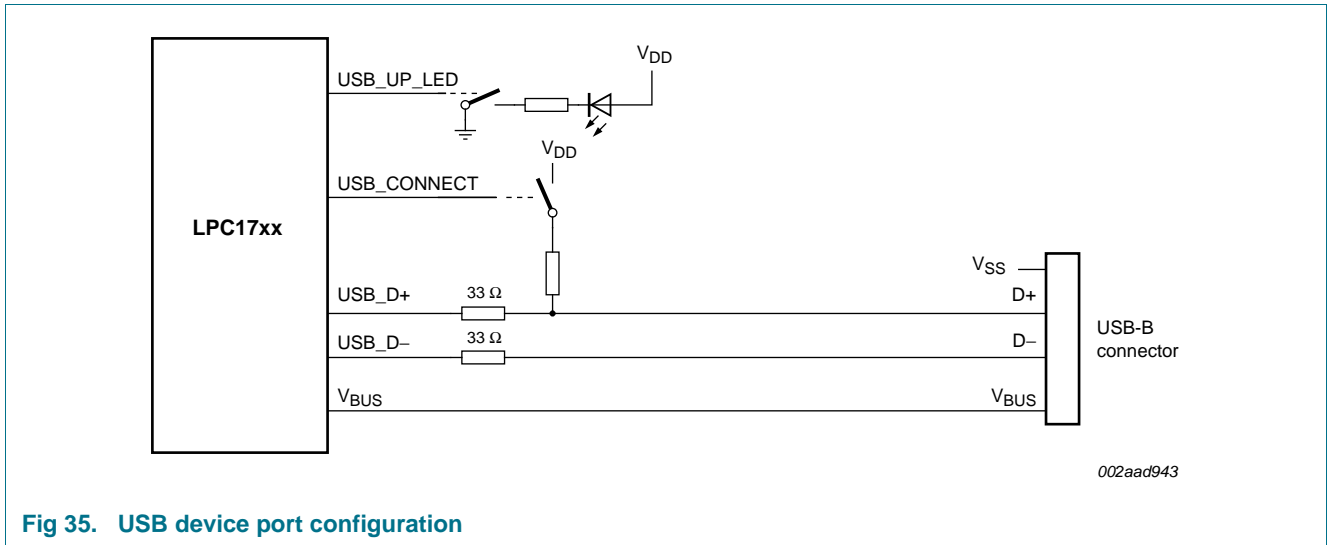 V_DD
USB_UP_LED
V_DD
USB_CONNECT
LPC17xx
V_SS
USB_D+ 33 Ω D+
USB-B
connector
USB_D– 33 Ω D–
V_BUS V_BUS
002aad943
Fig 35. USB device port configuration